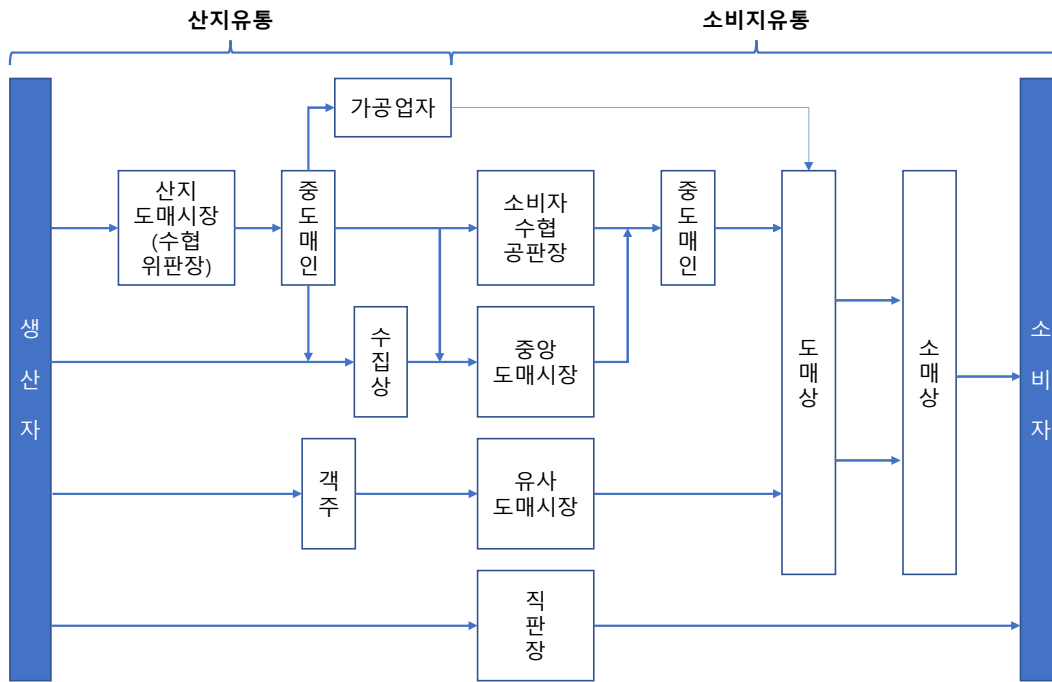 산지유통
소비지유통
가공업자
산지
도매시장
(수협
위판장)
중
도
매
인
소비자
수협
공판장
중
도
매
인
생
산
자
수
집
상
중앙
도매시장
도
매
상
소
매
상
소
비
자
객
주
유사
도매시장
직
판
장